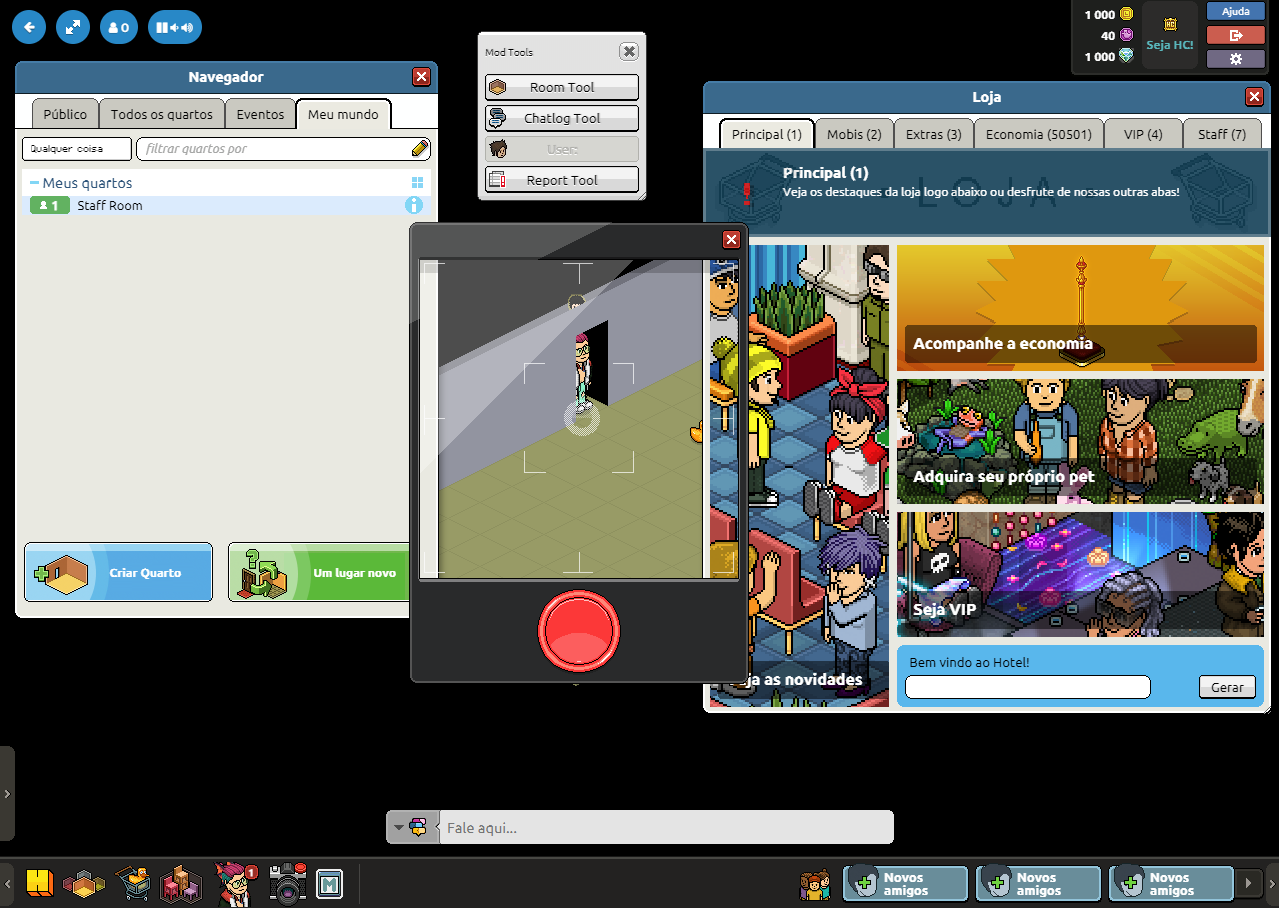 0
1 000
40
1 000
HC
Seja HC!
Ajuda
Navegador
Público
Todos os quartos
Eventos
Meu mundo
Qualquer coisa
filtrar quartos por
Meus quartos
1
Staff Room
Criar Quarto
Um lugar novo
Mod Tools
Room Tool
Chatlog Tool
User:
Report Tool
Loja
Principal (1)
Mobis (2)
Extras (3)
Economia (50501)
VIP (4)
Staff (7)
Principal (1)
Veja os destaques da loja logo abaixo ou desfrute de nossas outras abas!
LOJA
Acompanhe a economia
Adquira seu próprio pet
Seja VIP
ja as novidades
Bem vindo ao Hotel!
Gerar
Fale aqui...
1
M
Novos
amigos
Novos
amigos
Novos
amigos